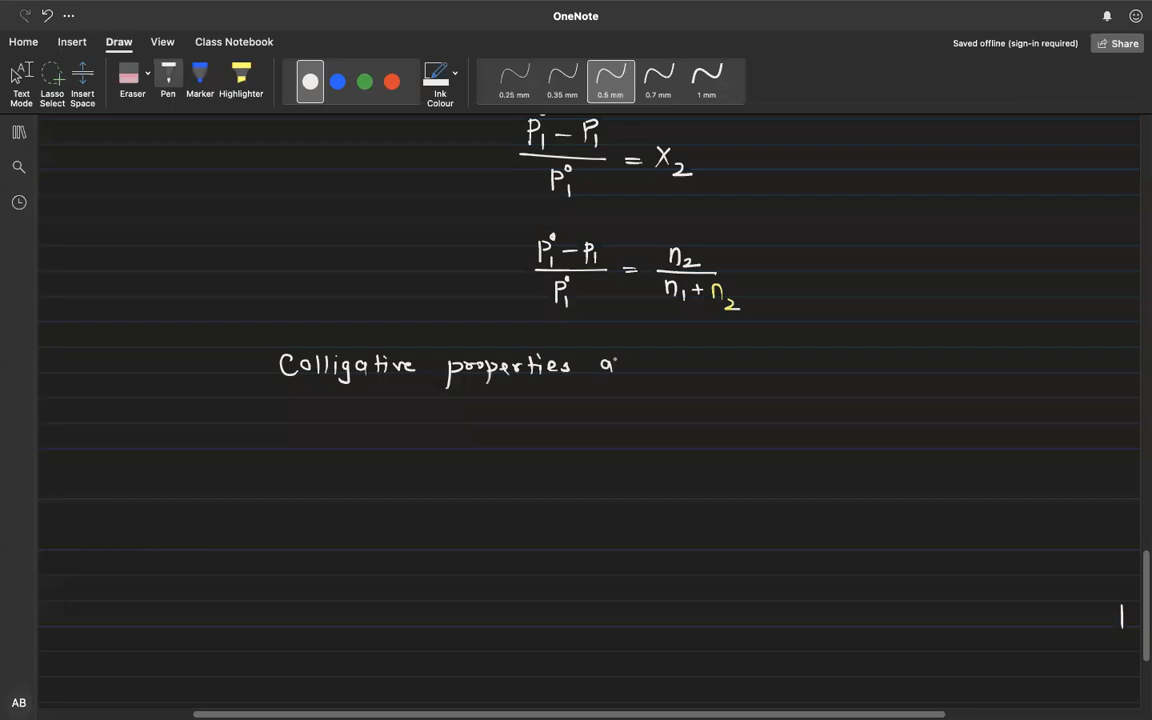 OneNote
Home Insert Draw View Class Notebook
Saved offline (sign-in required) Share
Text Mode Lasso Select Insert Space Eraser Pen Marker Highlighter Ink Colour 0.25 mm 0.35 mm 0.5 mm 0.7 mm 1 mm
(P₁° − P₁) / P₁° = X₂
(P₁° − P₁) / P₁° = n₂ / (n₁ + n₂)
Colligative properties a
AB